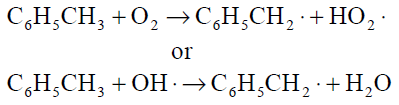 C₆H₅CH₃ + O₂ → C₆H₅CH₂· + HO₂·
or
C₆H₅CH₃ + OH· → C₆H₅CH₂· + H₂O